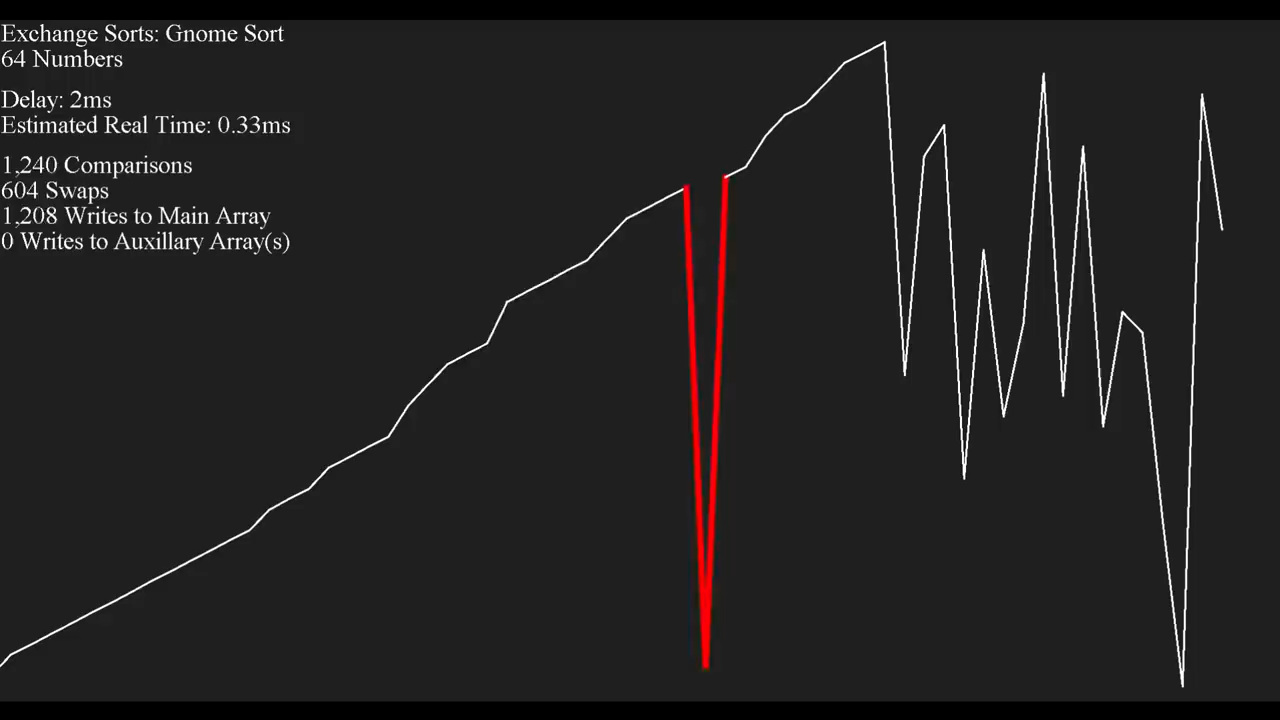 Exchange Sorts: Gnome Sort
64 Numbers
Delay: 2ms
Estimated Real Time: 0.33ms
1,240 Comparisons
604 Swaps
1,208 Writes to Main Array
0 Writes to Auxillary Array(s)